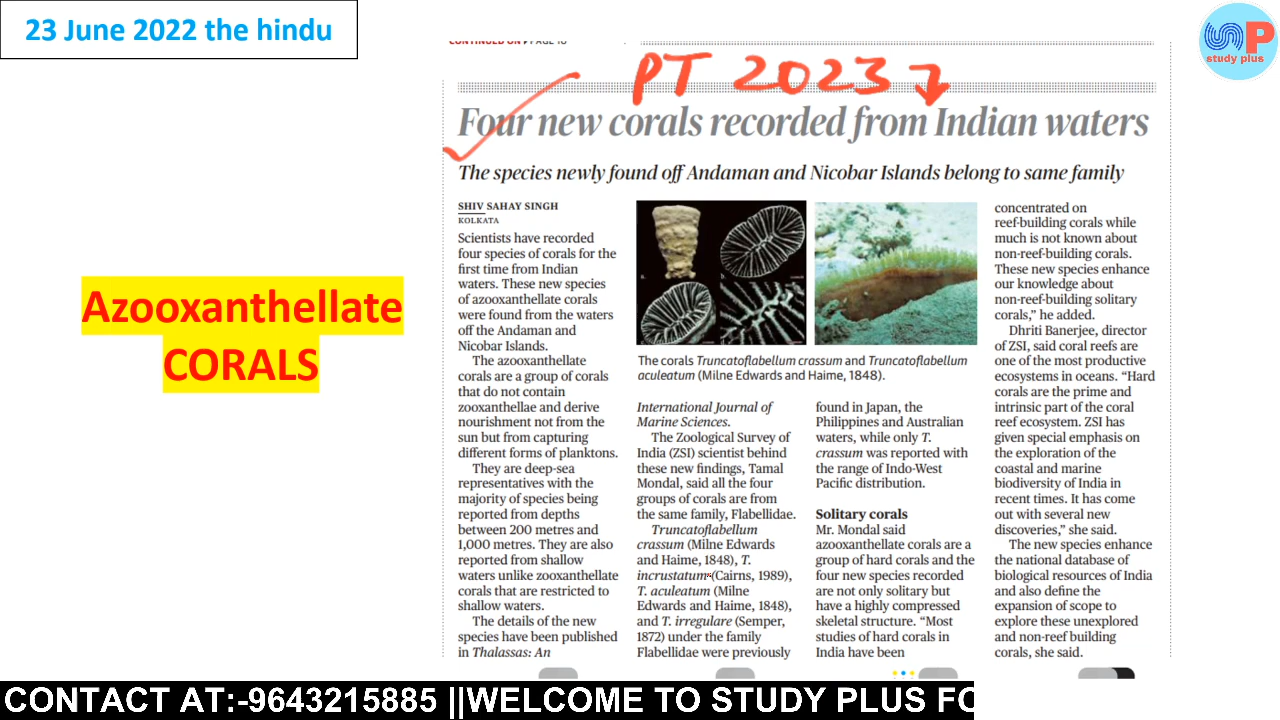 23 June 2022 the hindu
SP
study plus
CONTINUED ON PAGE 10
PT 2023
Four new corals recorded from Indian waters
The species newly found off Andaman and Nicobar Islands belong to same family
Azooxanthellate
CORALS
SHIV SAHAY SINGH
KOLKATA
Scientists have recorded
four species of corals for the
first time from Indian
waters. These new species
of azooxanthellate corals
were found from the waters
off the Andaman and
Nicobar Islands.
The azooxanthellate
corals are a group of corals
that do not contain
zooxanthellae and derive
nourishment not from the
sun but from capturing
different forms of planktons.
They are deep-sea
representatives with the
majority of species being
reported from depths
between 200 metres and
1,000 metres. They are also
reported from shallow
waters unlike zooxanthellate
corals that are restricted to
shallow waters.
The details of the new
species have been published
in Thalassas: An
The corals Truncatoflabellum crassum and Truncatoflabellum
aculeatum (Milne Edwards and Haime, 1848).
International Journal of
Marine Sciences.
The Zoological Survey of
India (ZSI) scientist behind
these new findings, Tamal
Mondal, said all the four
groups of corals are from
the same family, Flabellidae.
Truncatoflabellum
crassum (Milne Edwards
and Haime, 1848), T.
incrustatum (Cairns, 1989),
T. aculeatum (Milne
Edwards and Haime, 1848),
and T. irregulare (Semper,
1872) under the family
Flabellidae were previously
found in Japan, the
Philippines and Australian
waters, while only T.
crassum was reported with
the range of Indo-West
Pacific distribution.
Solitary corals
Mr. Mondal said
azooxanthellate corals are a
group of hard corals and the
four new species recorded
are not only solitary but
have a highly compressed
skeletal structure. “Most
studies of hard corals in
India have been
concentrated on
reef-building corals while
much is not known about
non-reef-building corals.
These new species enhance
our knowledge about
non-reef-building solitary
corals,” he added.
Dhriti Banerjee, director
of ZSI, said coral reefs are
one of the most productive
ecosystems in oceans. “Hard
corals are the prime and
intrinsic part of the coral
reef ecosystem. ZSI has
given special emphasis on
the exploration of the
coastal and marine
biodiversity of India in
recent times. It has come
out with several new
discoveries,” she said.
The new species enhance
the national database of
biological resources of India
and also define the
expansion of scope to
explore these unexplored
and non-reef building
corals, she said.
CONTACT AT:-9643215885 ||WELCOME TO STUDY PLUS FO